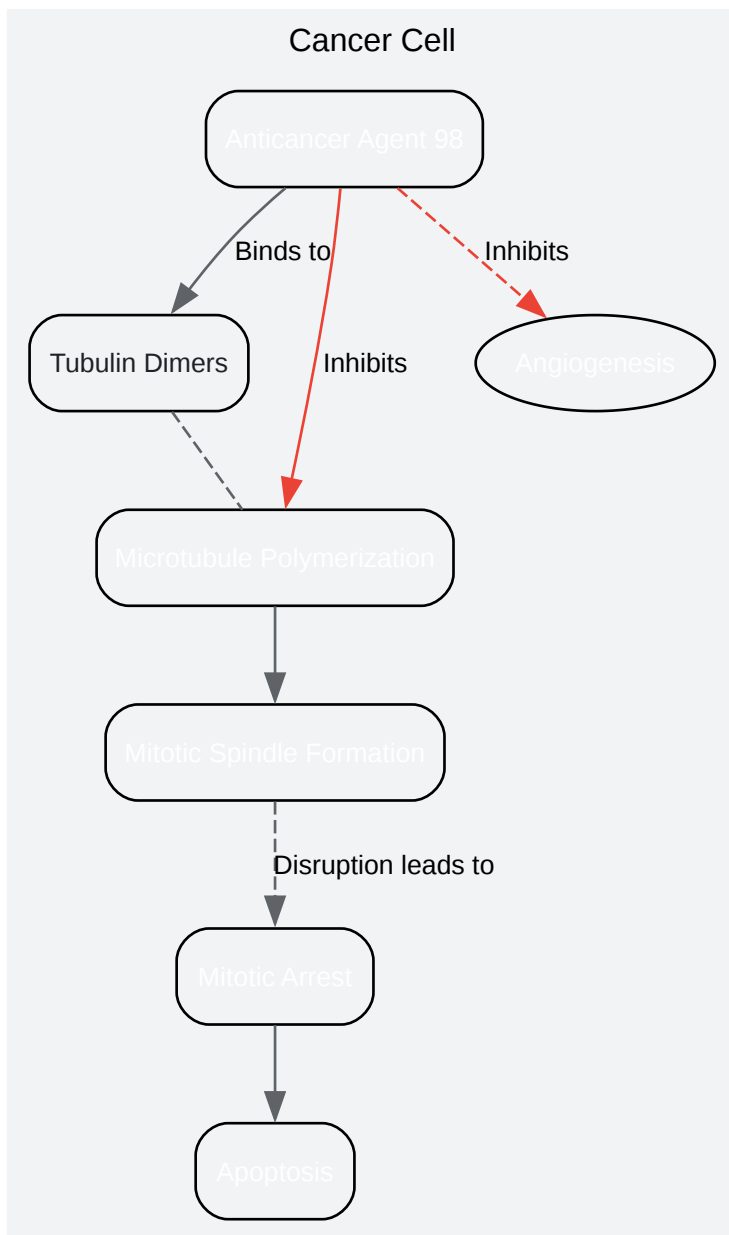 Cancer Cell
Anticancer Agent 98
Binds to
Inhibits
Tubulin Dimers
Inhibits
Angiogenesis
Microtubule Polymerization
Mitotic Spindle Formation
Disruption leads to
Mitotic Arrest
Apoptosis